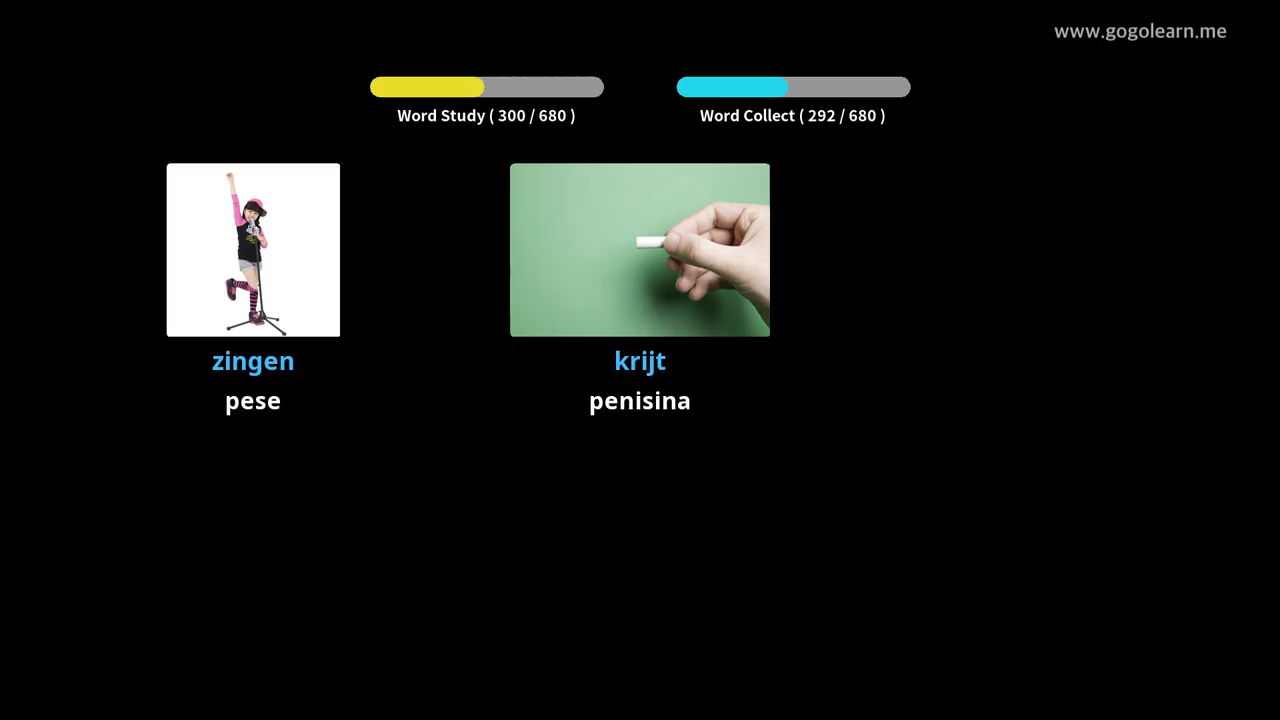 www.gogolearn.me
Word Study ( 300 / 680 )
Word Collect ( 292 / 680 )
zingen
pese
krijt
penisina